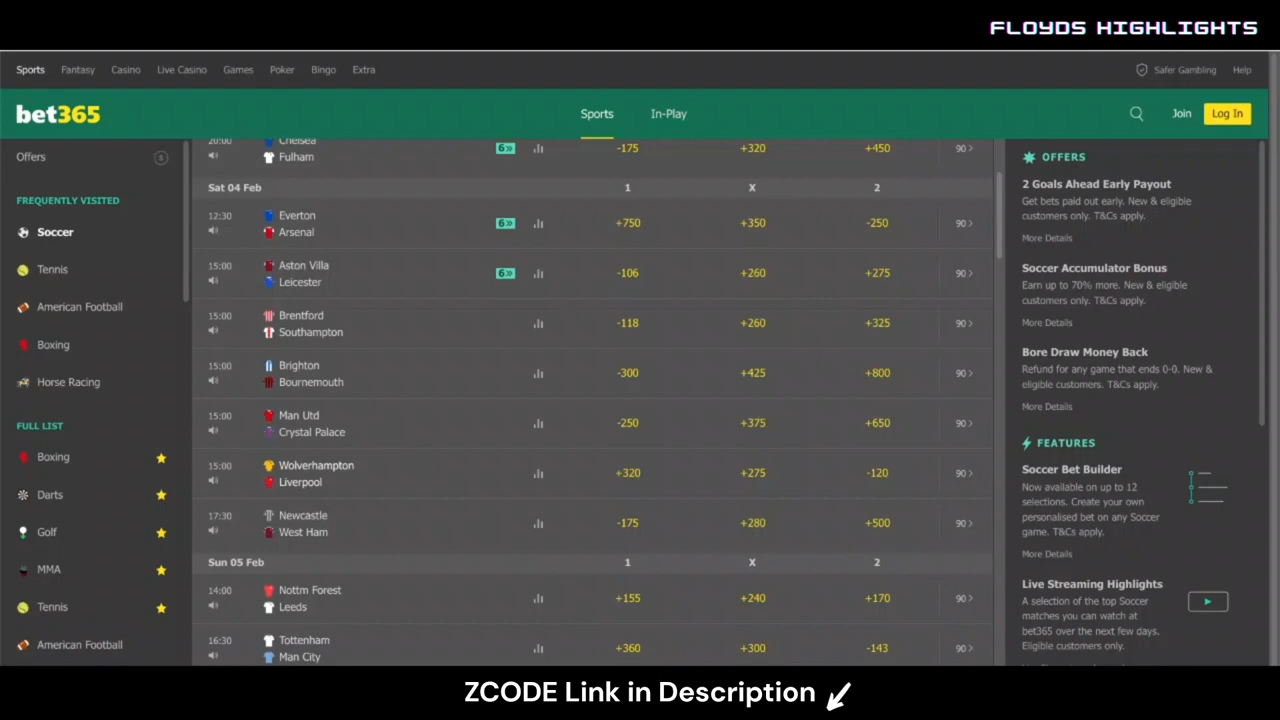 FLOYDS HIGHLIGHTS
Sports Fantasy Casino Live Casino Games Poker Bingo Extra Safer Gambling Help
bet365 Sports In-Play Join Log In
Offers $
FREQUENTLY VISITED
Soccer
Tennis
American Football
Boxing
Horse Racing
FULL LIST
Boxing
Darts
Golf
MMA
Tennis
American Football
20:00 Chelsea
Fulham 6 -175 +320 +450 90
Sat 04 Feb 1 X 2
12:30 Everton
Arsenal 6 +750 +350 -250 90
15:00 Aston Villa
Leicester 6 -106 +260 +275 90
15:00 Brentford
Southampton -118 +260 +325 90
15:00 Brighton
Bournemouth -300 +425 +800 90
15:00 Man Utd
Crystal Palace -250 +375 +650 90
15:00 Wolverhampton
Liverpool +320 +275 -120 90
17:30 Newcastle
West Ham -175 +280 +500 90
Sun 05 Feb 1 X 2
14:00 Nottm Forest
Leeds +155 +240 +170 90
16:30 Tottenham
Man City +360 +300 -143 90
OFFERS
2 Goals Ahead Early Payout
Get bets paid out early. New & eligible
customers only. T&Cs apply.
More Details
Soccer Accumulator Bonus
Earn up to 70% more. New & eligible
customers only. T&Cs apply.
More Details
Bore Draw Money Back
Refund for any game that ends 0-0. New &
eligible customers. T&Cs apply.
More Details
FEATURES
Soccer Bet Builder
Now available on up to 12
selections. Create your own
personalised bet on any Soccer
game. T&Cs apply.
More Details
Live Streaming Highlights
A selection of the top Soccer
matches you can watch at
bet365 over the next few days.
Eligible customers only.
ZCODE Link in Description